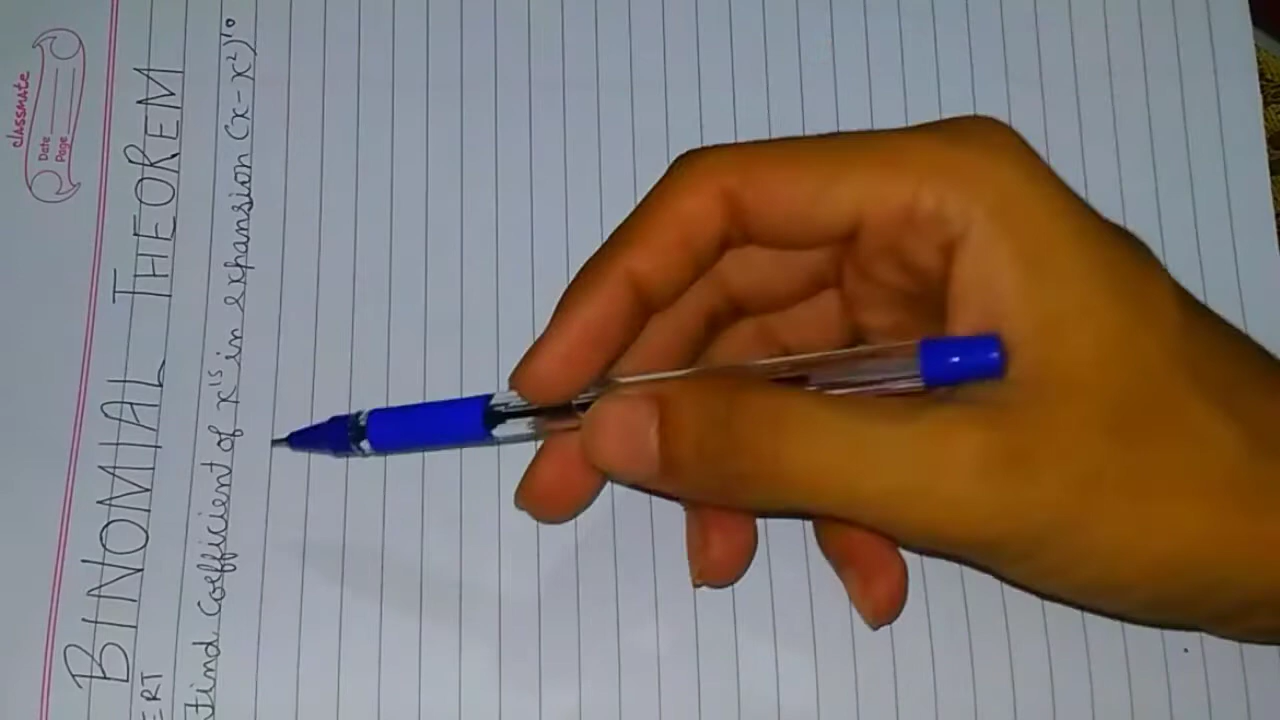 classmate
Date
Page
BINOMIAL THEOREM
ERT
Find Coefficient of x¹⁵ in expansion (x-x²)¹⁰